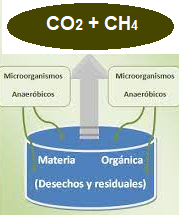 CO2 + CH4
Microorganismos
Anaeróbicos
Microorganismos
Anaeróbicos
Materia Orgánica
(Desechos y residuales)